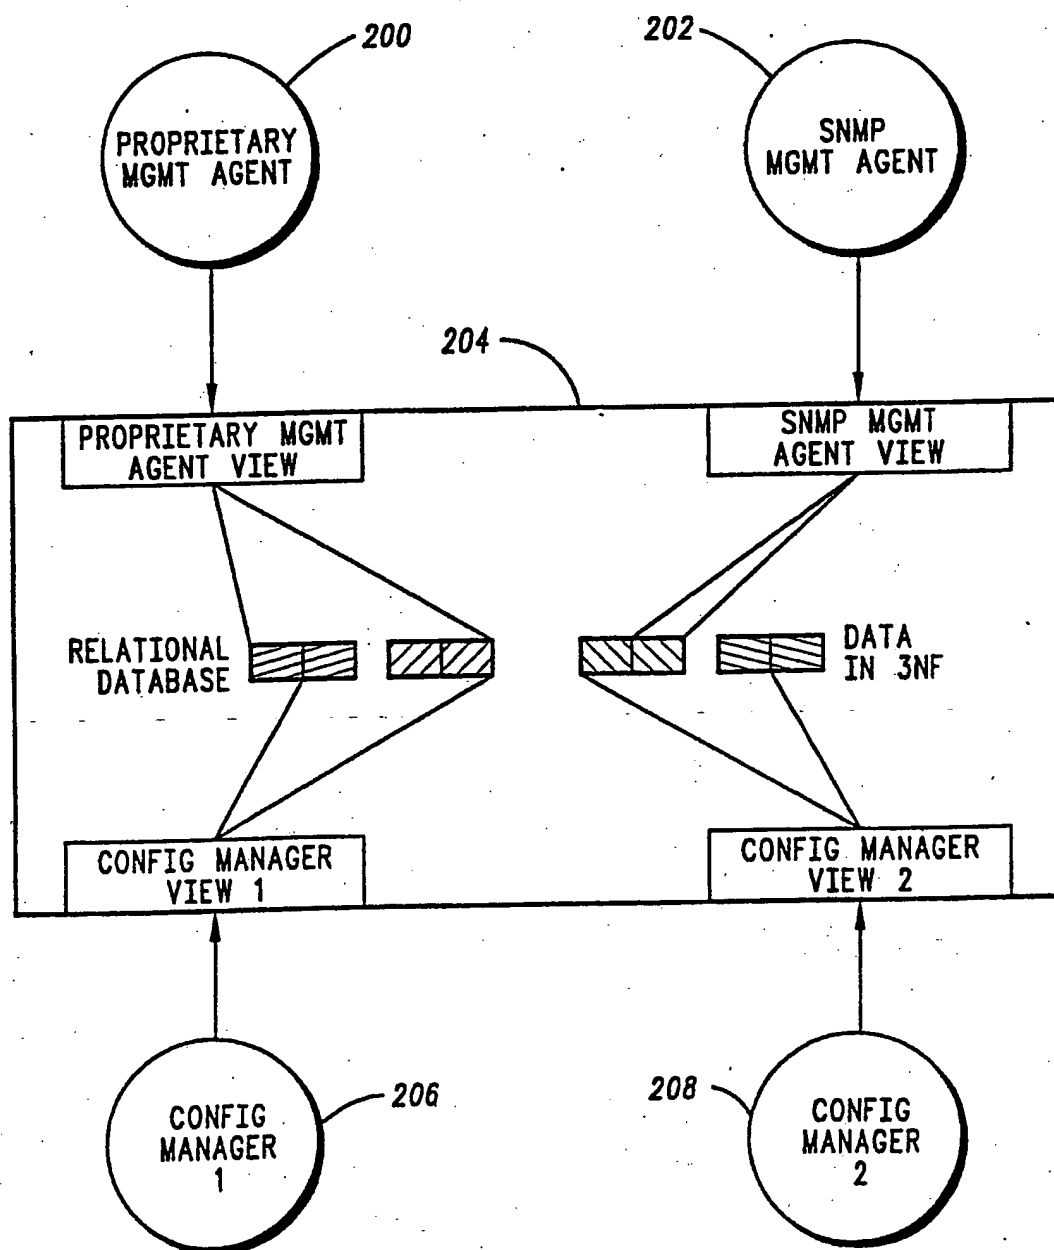 200
202
PROPRIETARY
MGMT AGENT
SNMP
MGMT AGENT
204
PROPRIETARY MGMT
AGENT VIEW
SNMP MGMT
AGENT VIEW
RELATIONAL
DATABASE
DATA
IN 3NF
CONFIG MANAGER
VIEW 1
CONFIG MANAGER
VIEW 2
206
208
CONFIG
MANAGER
1
CONFIG
MANAGER
2